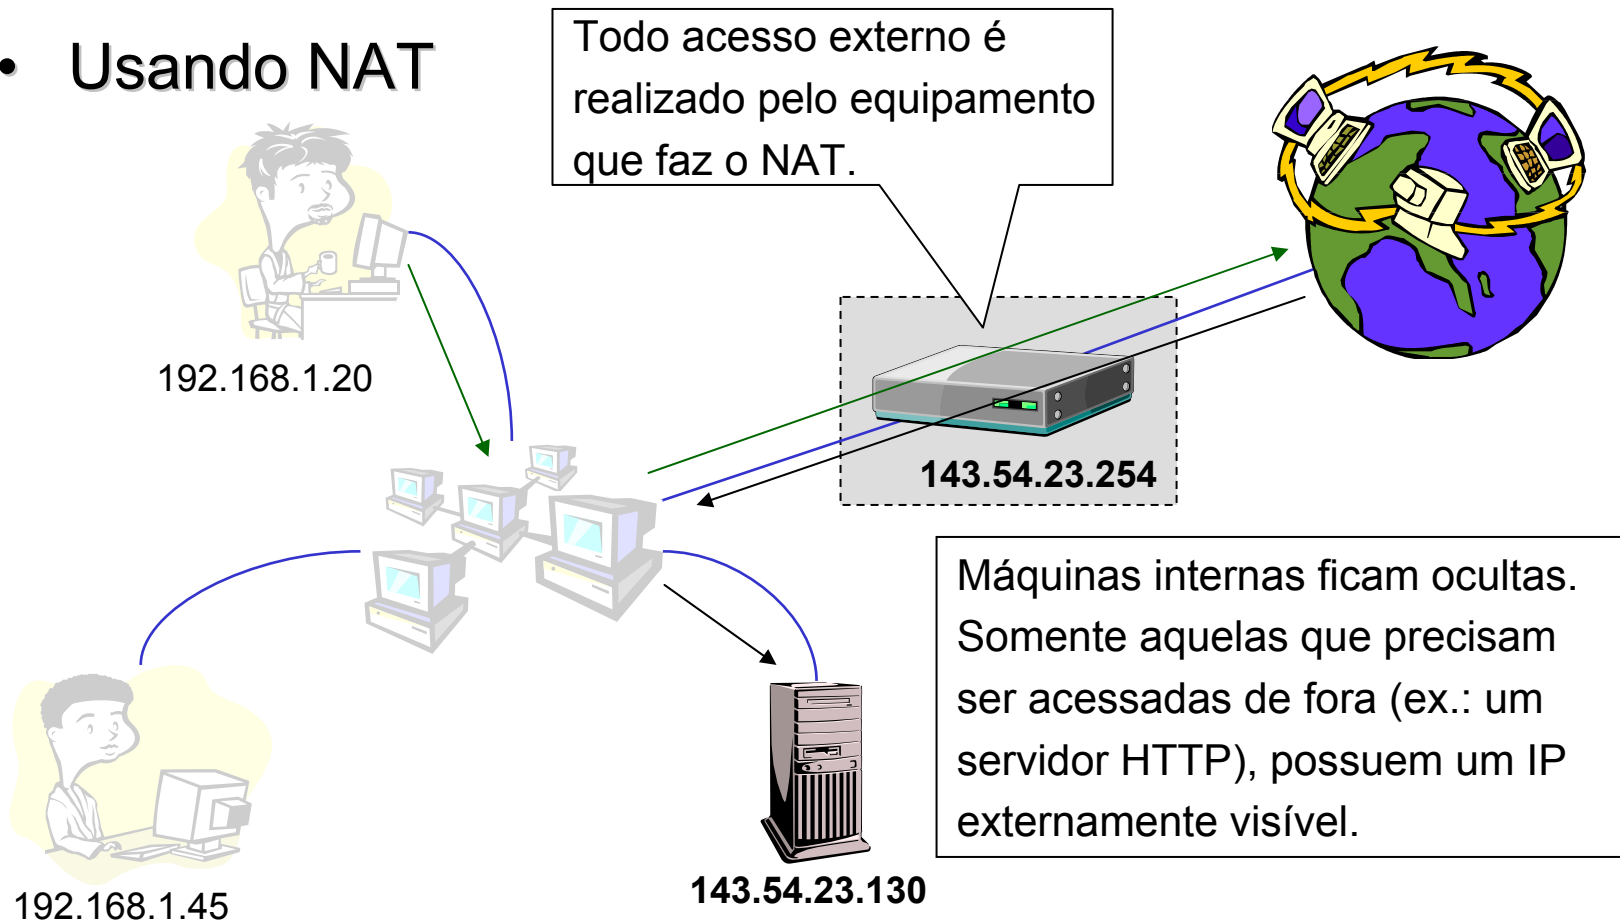 • Usando NAT
Todo acesso externo é
realizado pelo equipamento
que faz o NAT.
192.168.1.20
143.54.23.254
Máquinas internas ficam ocultas.
Somente aquelas que precisam
ser acessadas de fora (ex.: um
servidor HTTP), possuem um IP
externamente visível.
143.54.23.130
192.168.1.45